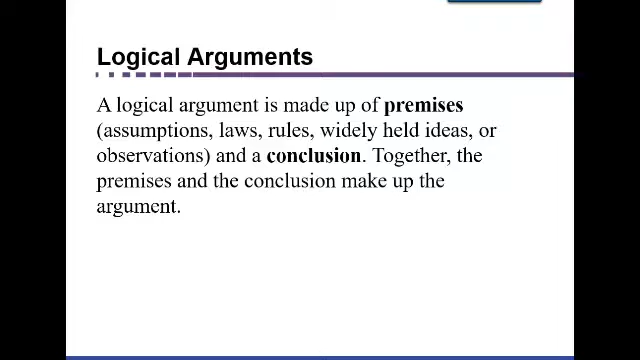 Logical Arguments
A logical argument is made up of premises
(assumptions, laws, rules, widely held ideas, or
observations) and a conclusion. Together, the
premises and the conclusion make up the
argument.